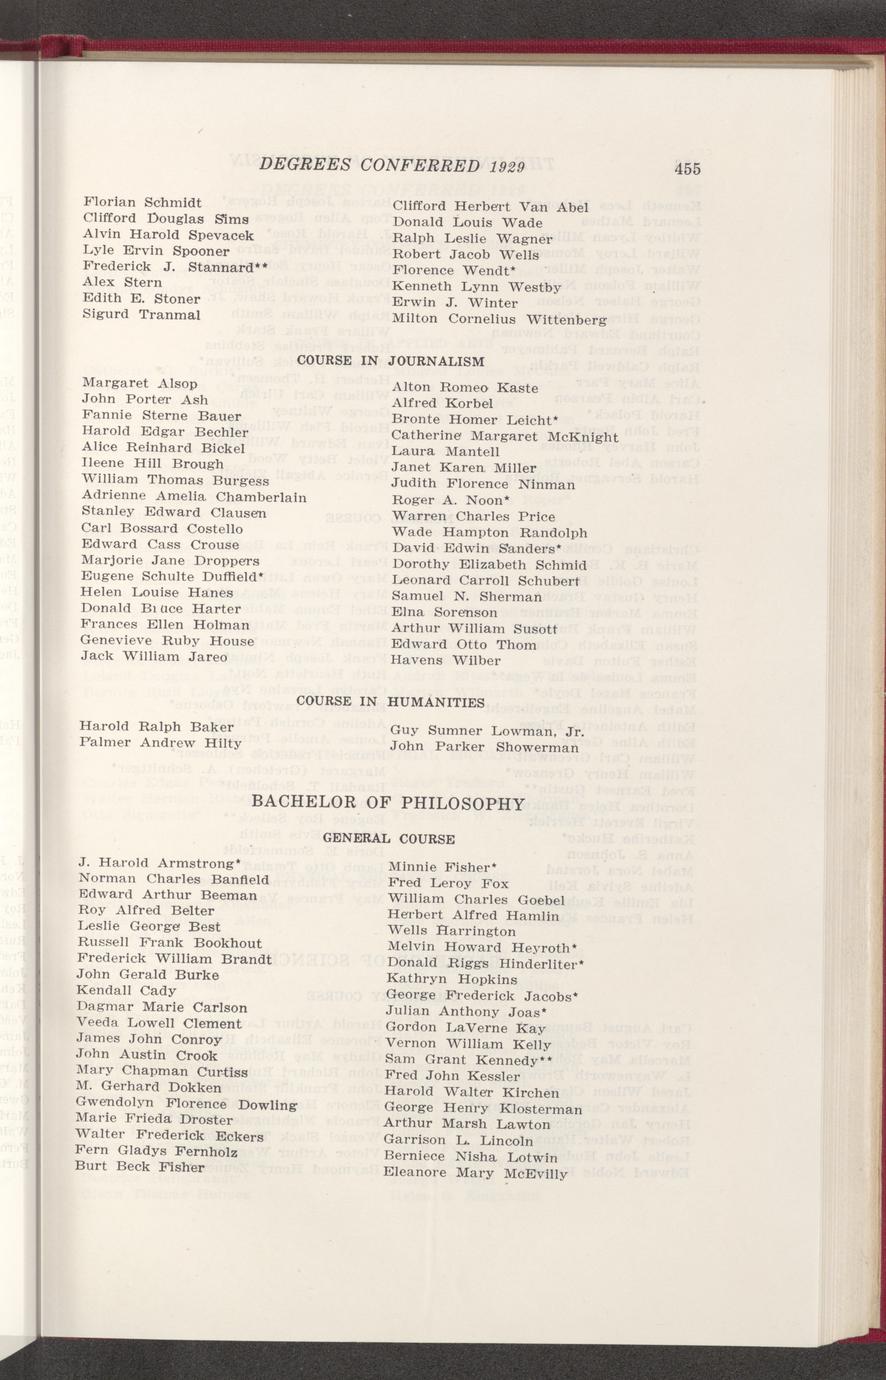 DEGREES CONFERRED 1929
455
Florian Schmidt
Clifford Douglas Sims
Alvin Harold Spevacek
Lyle Ervin Spooner
Frederick J. Stannard**
Alex Stern
Edith E. Stoner
Sigurd Tranmal
Clifford Herbert Van Abel
Donald Louis Wade
Ralph Leslie Wagner
Robert Jacob Wells
Florence Wendt*
Kenneth Lynn Westby
Erwin J. Winter
Milton Cornelius Wittenberg
COURSE IN JOURNALISM
Margaret Alsop
John Porter Ash
Fannie Sterne Bauer
Harold Edgar Bechler
Alice Reinhard Bickel
Ileene Hill Brough
William Thomas Burgess
Adrienne Amelia Chamberlain
Stanley Edward Clausen
Carl Bossard Costello
Edward Cass Crouse
Marjorie Jane Droppers
Eugene Schulte Duffield*
Helen Louise Hanes
Donald Bruce Harter
Frances Ellen Holman
Genevieve Ruby House
Jack William Jareo
Alton Romeo Kaste
Alfred Korbel
Bronte Homer Leicht*
Catherine Margaret McKnight
Laura Mantell
Janet Karen Miller
Judith Florence Ninman
Roger A. Noon*
Warren Charles Price
Wade Hampton Randolph
David Edwin Sanders*
Dorothy Elizabeth Schmid
Leonard Carroll Schubert
Samuel N. Sherman
Elna Sorenson
Arthur William Susott
Edward Otto Thom
Havens Wilber
COURSE IN HUMANITIES
Harold Ralph Baker
Palmer Andrew Hilty
Guy Sumner Lowman, Jr.
John Parker Showerman
BACHELOR OF PHILOSOPHY
GENERAL COURSE
J. Harold Armstrong*
Norman Charles Banfield
Edward Arthur Beeman
Roy Alfred Belter
Leslie George Best
Russell Frank Bookhout
Frederick William Brandt
John Gerald Burke
Kendall Cady
Dagmar Marie Carlson
Veeda Lowell Clement
James John Conroy
John Austin Crook
Mary Chapman Curtiss
M. Gerhard Dokken
Gwendolyn Florence Dowling
Marie Frieda Droster
Walter Frederick Eckers
Fern Gladys Fernholz
Burt Beck Fisher
Minnie Fisher*
Fred Leroy Fox
William Charles Goebel
Herbert Alfred Hamlin
Wells Harrington
Melvin Howard Heyroth*
Donald Riggs Hinderliter*
Kathryn Hopkins
George Frederick Jacobs*
Julian Anthony Joas*
Gordon LaVerne Kay
Vernon William Kelly
Sam Grant Kennedy**
Fred John Kessler
Harold Walter Kirchen
George Henry Klosterman
Arthur Marsh Lawton
Garrison L. Lincoln
Berniece Nisha Lotwin
Eleanore Mary McEvilly